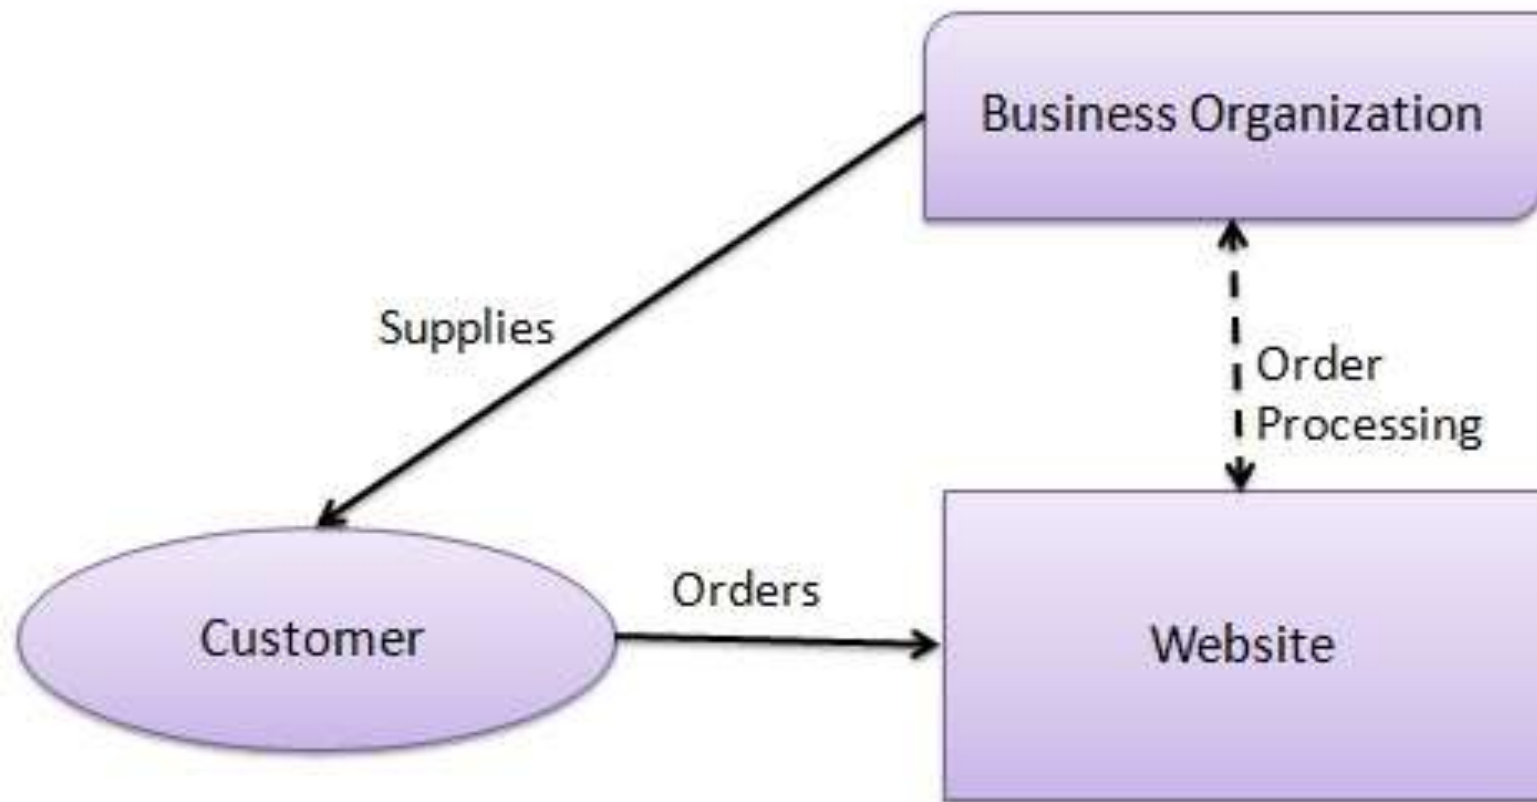 Business Organization
Supplies
Order
Processing
Orders
Customer
Website